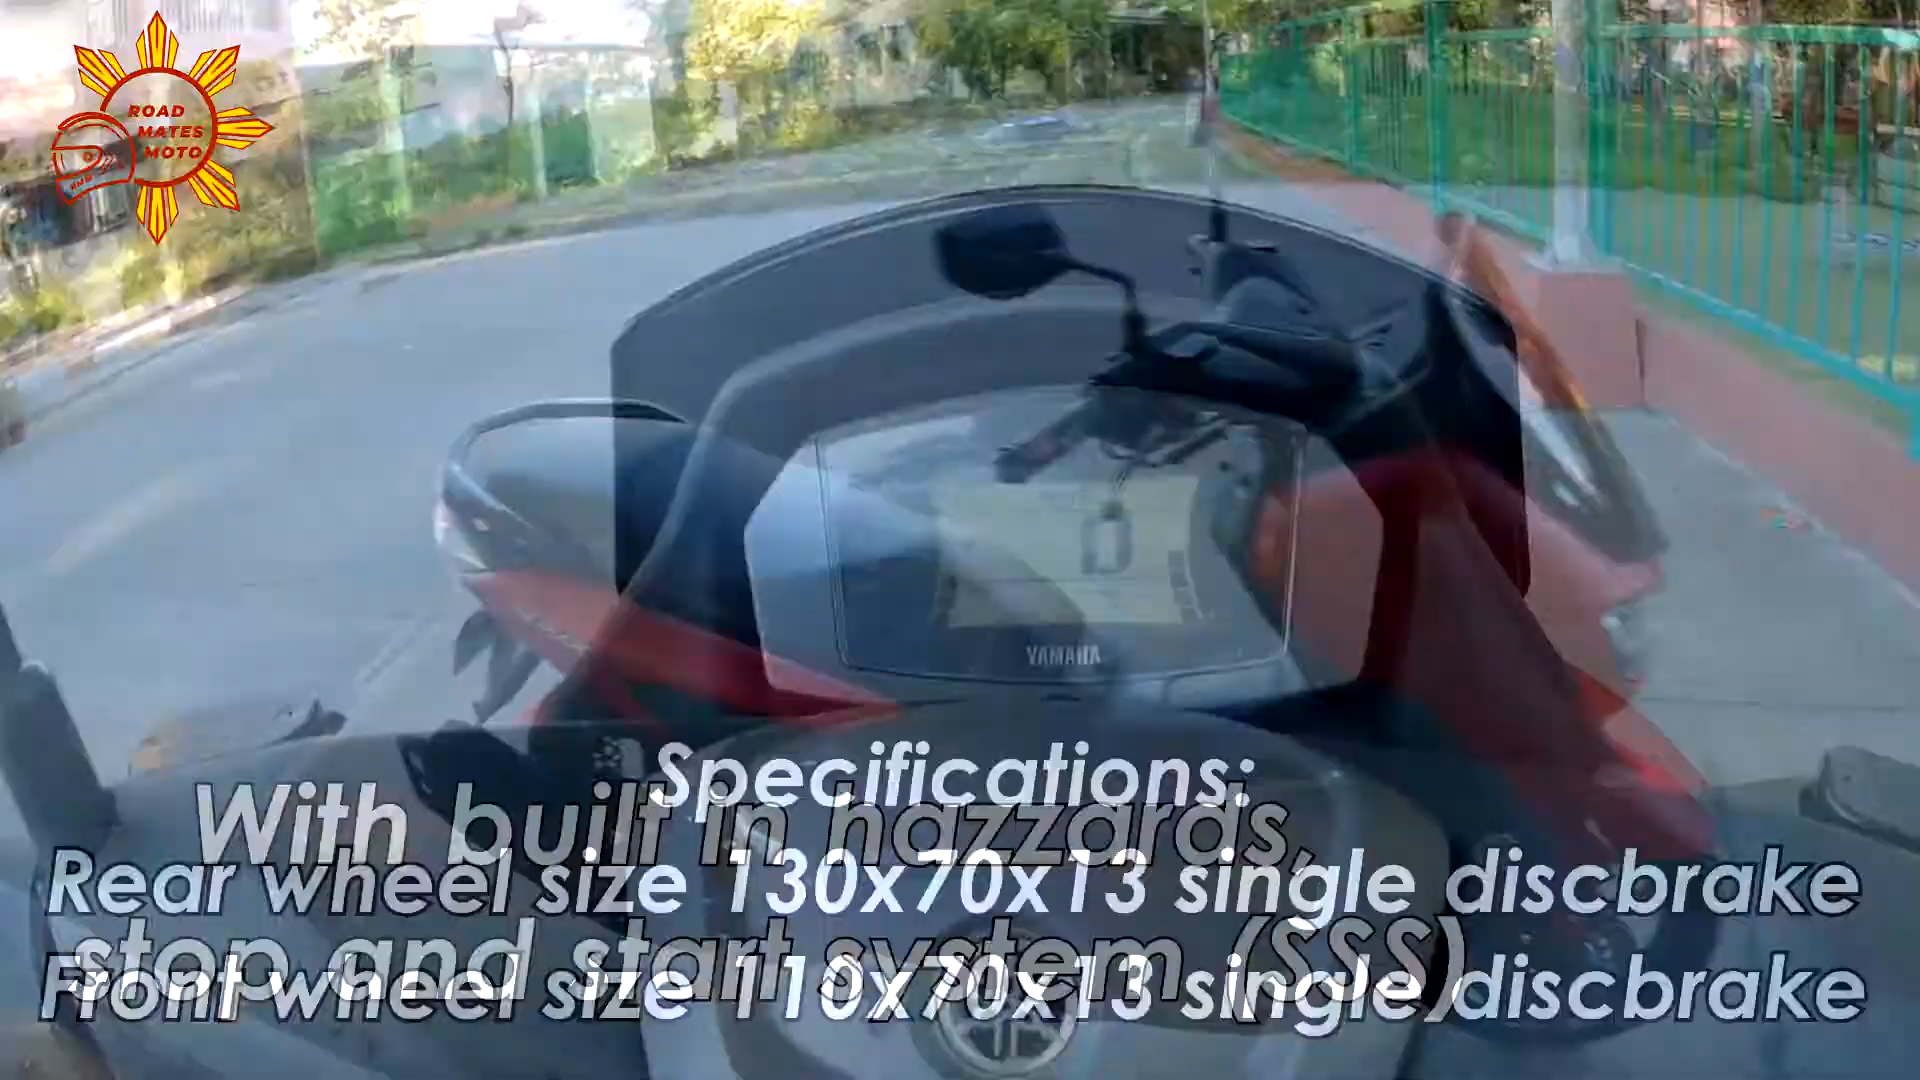 ROAD
MATES
MOTO
RMM
YAMAHA
Specifications:
With built in hazzards,
Rear wheel size 130x70x13 single discbrake
stop and start system (SSS)
Front wheel size 110x70x13 single discbrake